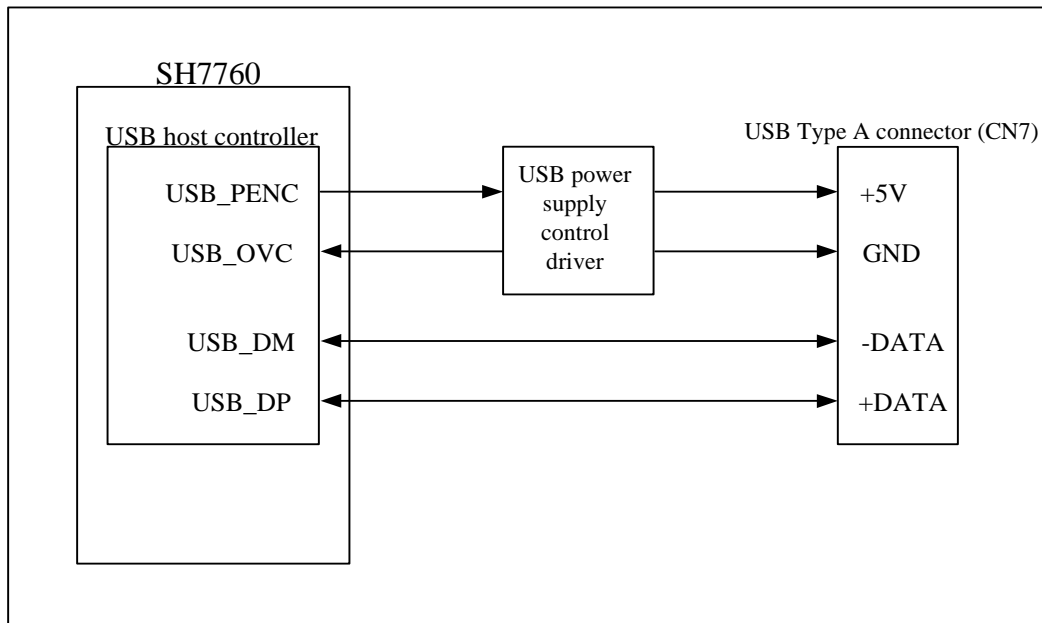 SH7760
USB host controller
USB Type A connector (CN7)
USB_PENC
USB power
supply
control
driver
+5V
USB_OVC
GND
USB_DM
-DATA
USB_DP
+DATA